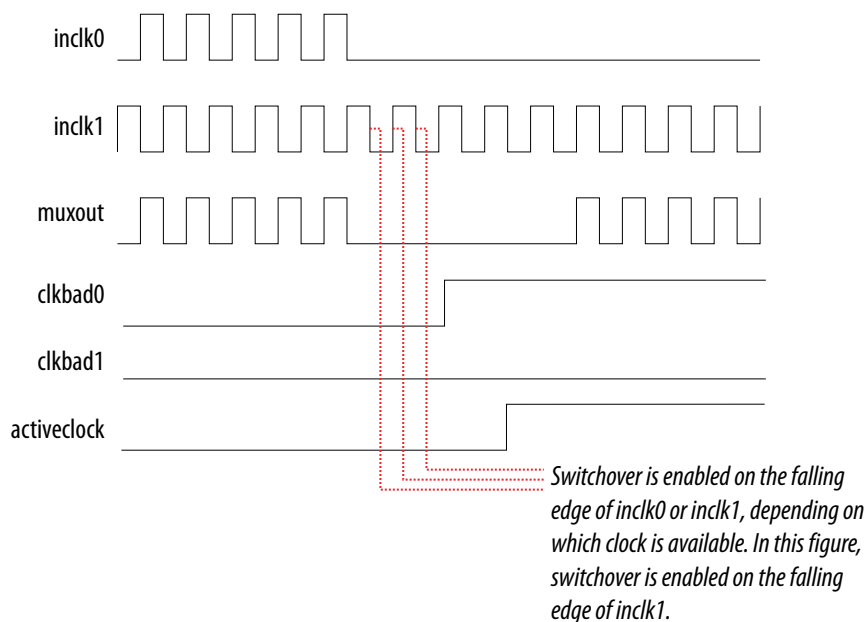 inclk0
inclk1
muxout
clkbad0
clkbad1
activeclock
Switchover is enabled on the falling
edge of inclk0 or inclk1, depending on
which clock is available. In this figure,
switchover is enabled on the falling
edge of inclk1.